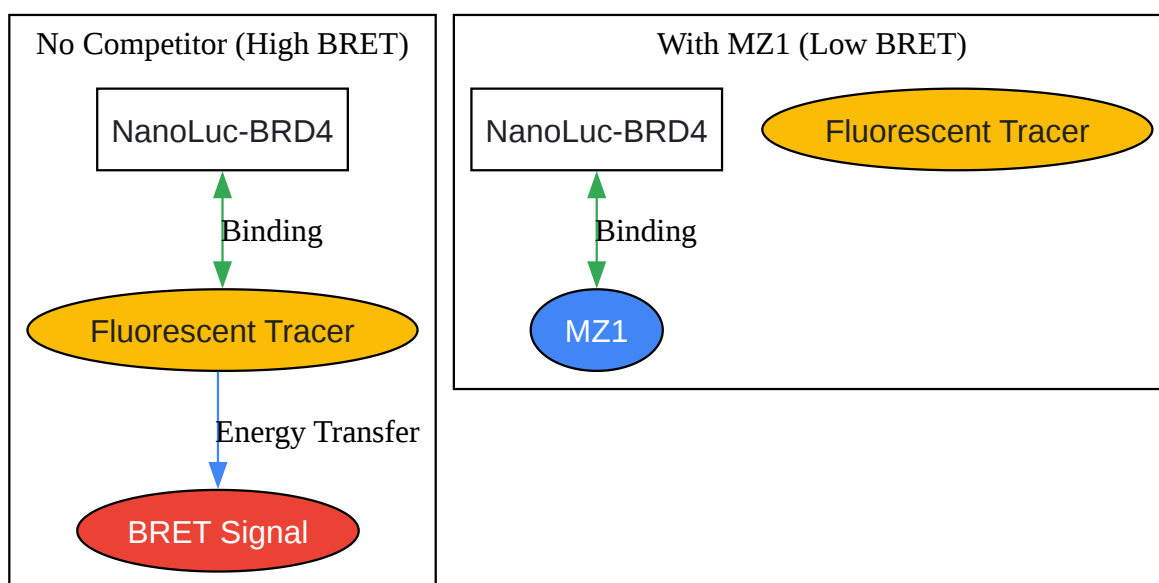 No Competitor (High BRET)
NanoLuc-BRD4
Binding
Fluorescent Tracer
Energy Transfer
BRET Signal
With MZ1 (Low BRET)
NanoLuc-BRD4
Fluorescent Tracer
Binding
MZ1